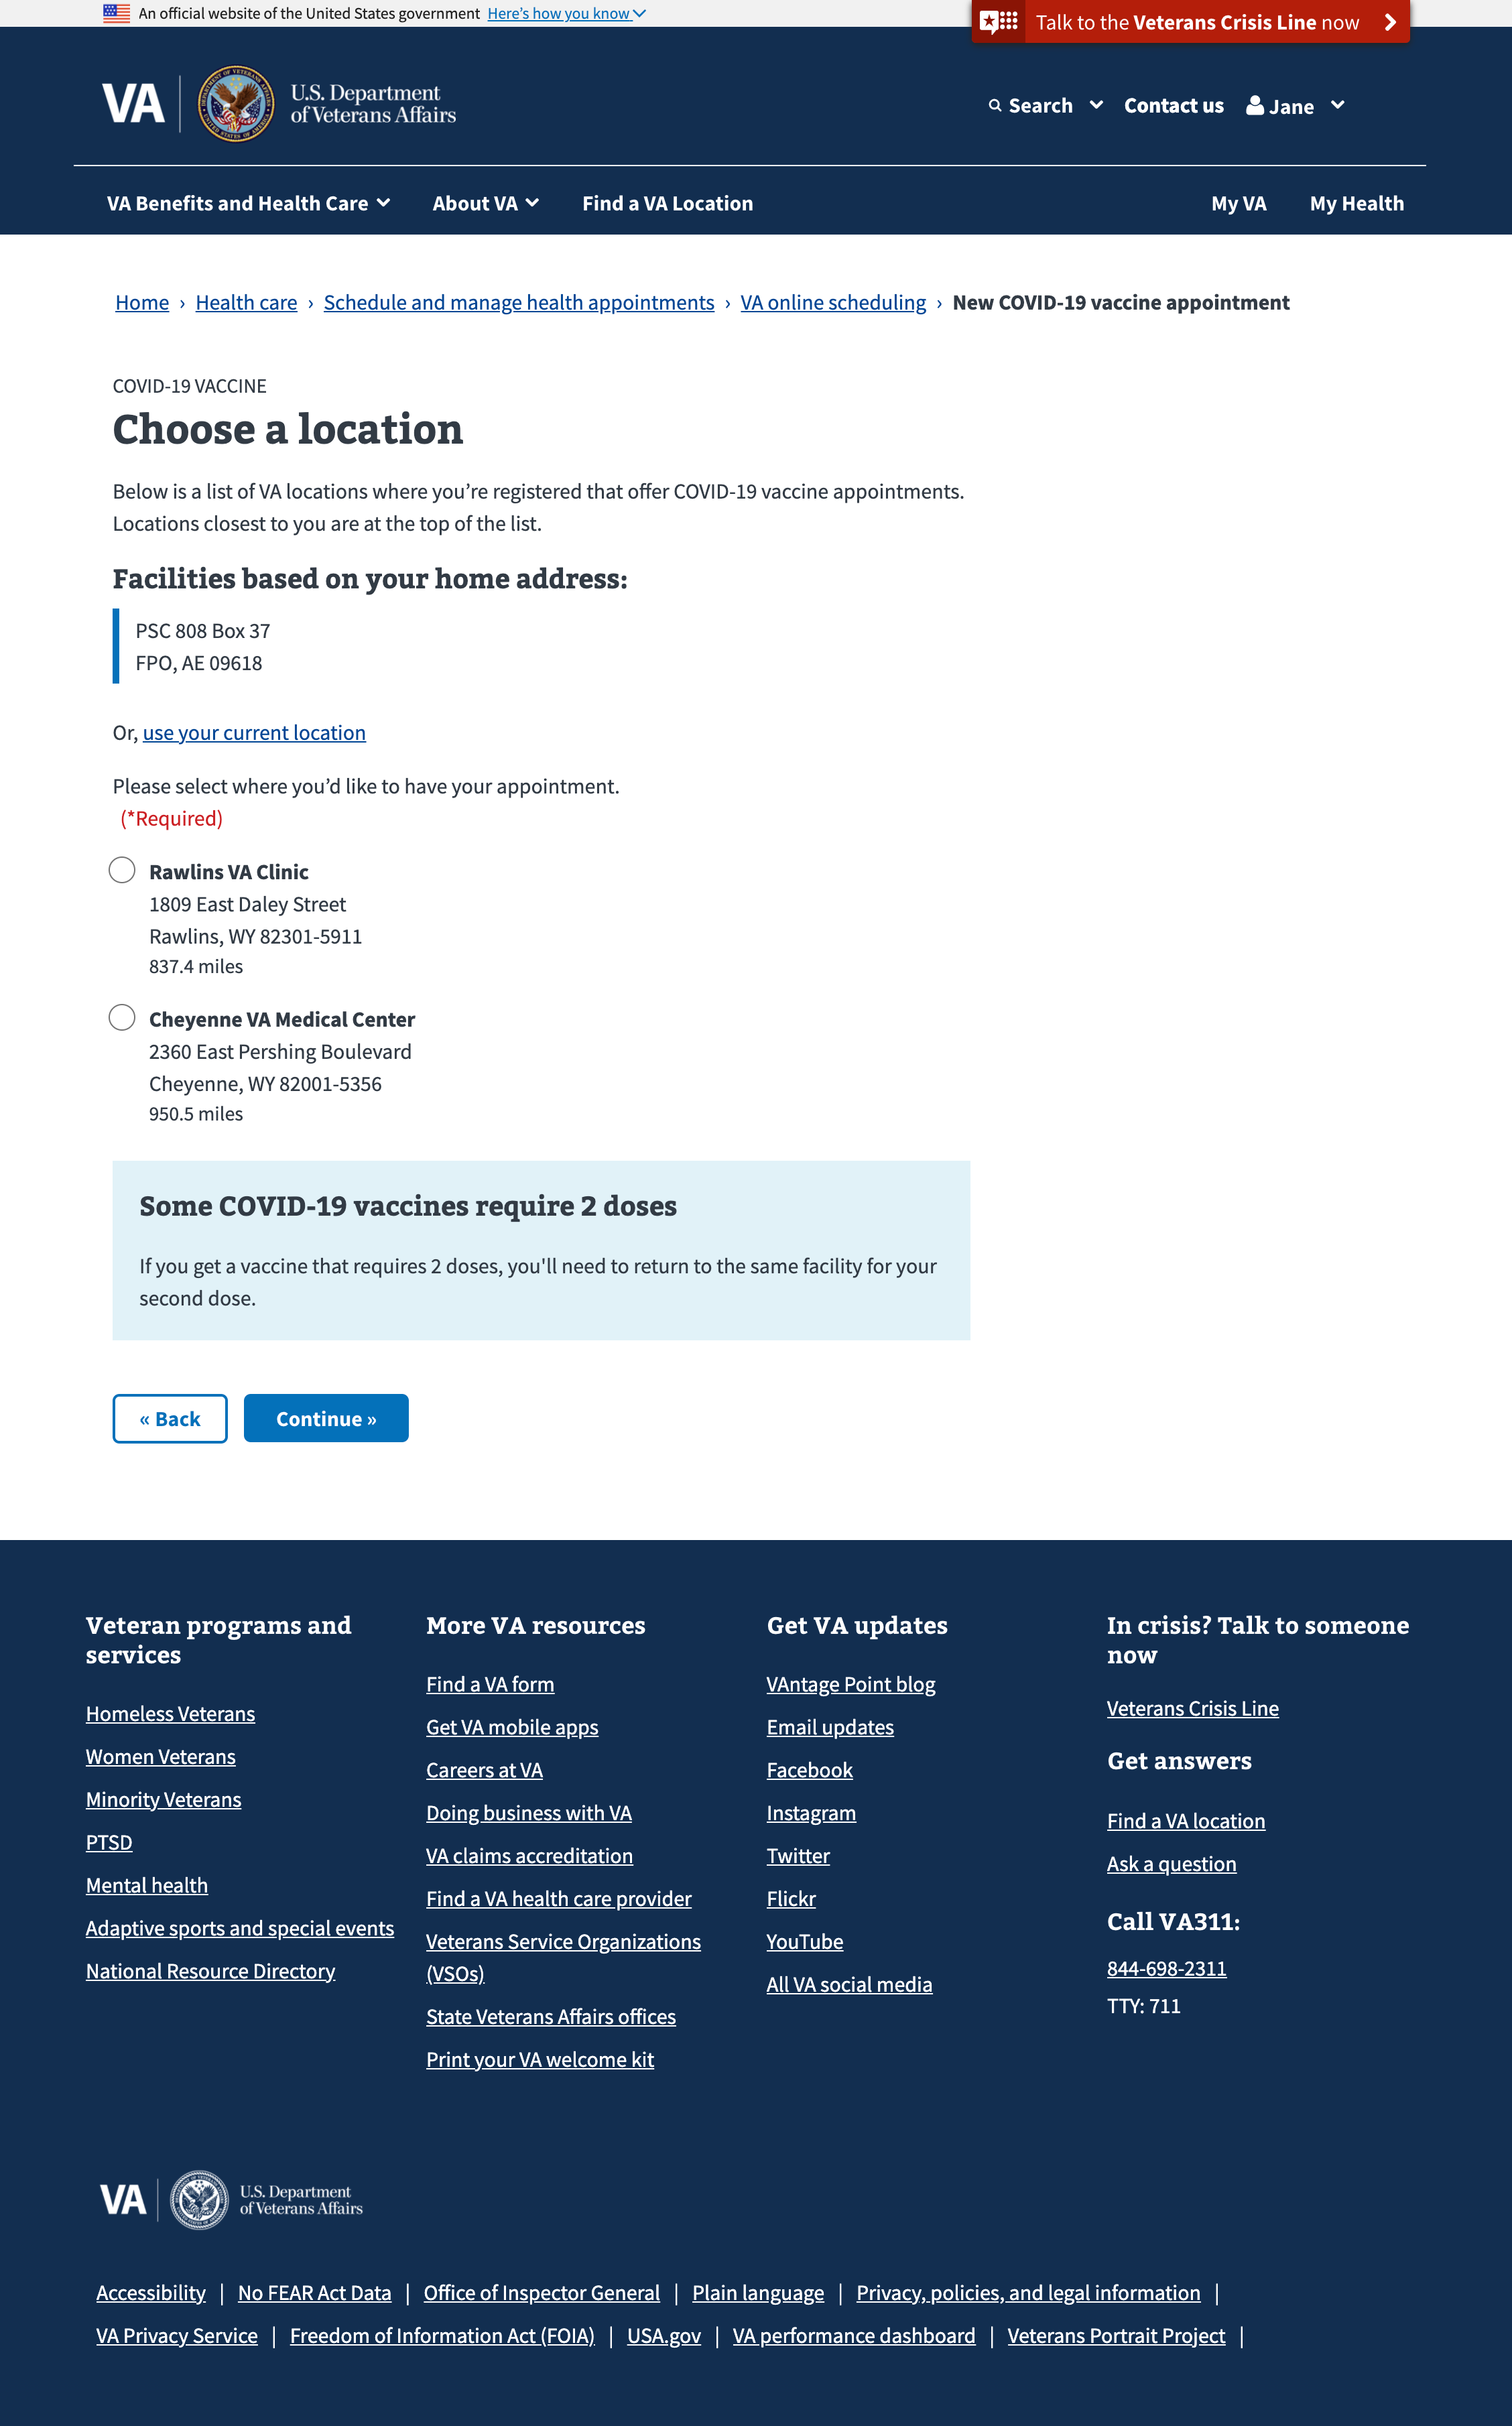 An official website of the United States government Here's how you know
Talk to the Veterans Crisis Line now
VA
U.S. Department
of Veterans Affairs
Search
Contact us
Jane
VA Benefits and Health Care
About VA
Find a VA Location
My VA
My Health
Home › Health care › Schedule and manage health appointments › VA online scheduling › New COVID-19 vaccine appointment
COVID-19 VACCINE
Choose a location
Below is a list of VA locations where you’re registered that offer COVID-19 vaccine appointments.
Locations closest to you are at the top of the list.
Facilities based on your home address:
PSC 808 Box 37
FPO, AE 09618
Or, use your current location
Please select where you’d like to have your appointment.
(*Required)
Rawlins VA Clinic
1809 East Daley Street
Rawlins, WY 82301-5911
837.4 miles
Cheyenne VA Medical Center
2360 East Pershing Boulevard
Cheyenne, WY 82001-5356
950.5 miles
Some COVID-19 vaccines require 2 doses
If you get a vaccine that requires 2 doses, you'll need to return to the same facility for your
second dose.
« Back
Continue »
Veteran programs and
services
Homeless Veterans
Women Veterans
Minority Veterans
PTSD
Mental health
Adaptive sports and special events
National Resource Directory
More VA resources
Find a VA form
Get VA mobile apps
Careers at VA
Doing business with VA
VA claims accreditation
Find a VA health care provider
Veterans Service Organizations
(VSOs)
State Veterans Affairs offices
Print your VA welcome kit
Get VA updates
VAntage Point blog
Email updates
Facebook
Instagram
Twitter
Flickr
YouTube
All VA social media
In crisis? Talk to someone
now
Veterans Crisis Line
Get answers
Find a VA location
Ask a question
Call VA311:
844-698-2311
TTY: 711
VA
U.S. Department
of Veterans Affairs
Accessibility | No FEAR Act Data | Office of Inspector General | Plain language | Privacy, policies, and legal information |
VA Privacy Service | Freedom of Information Act (FOIA) | USA.gov | VA performance dashboard | Veterans Portrait Project |